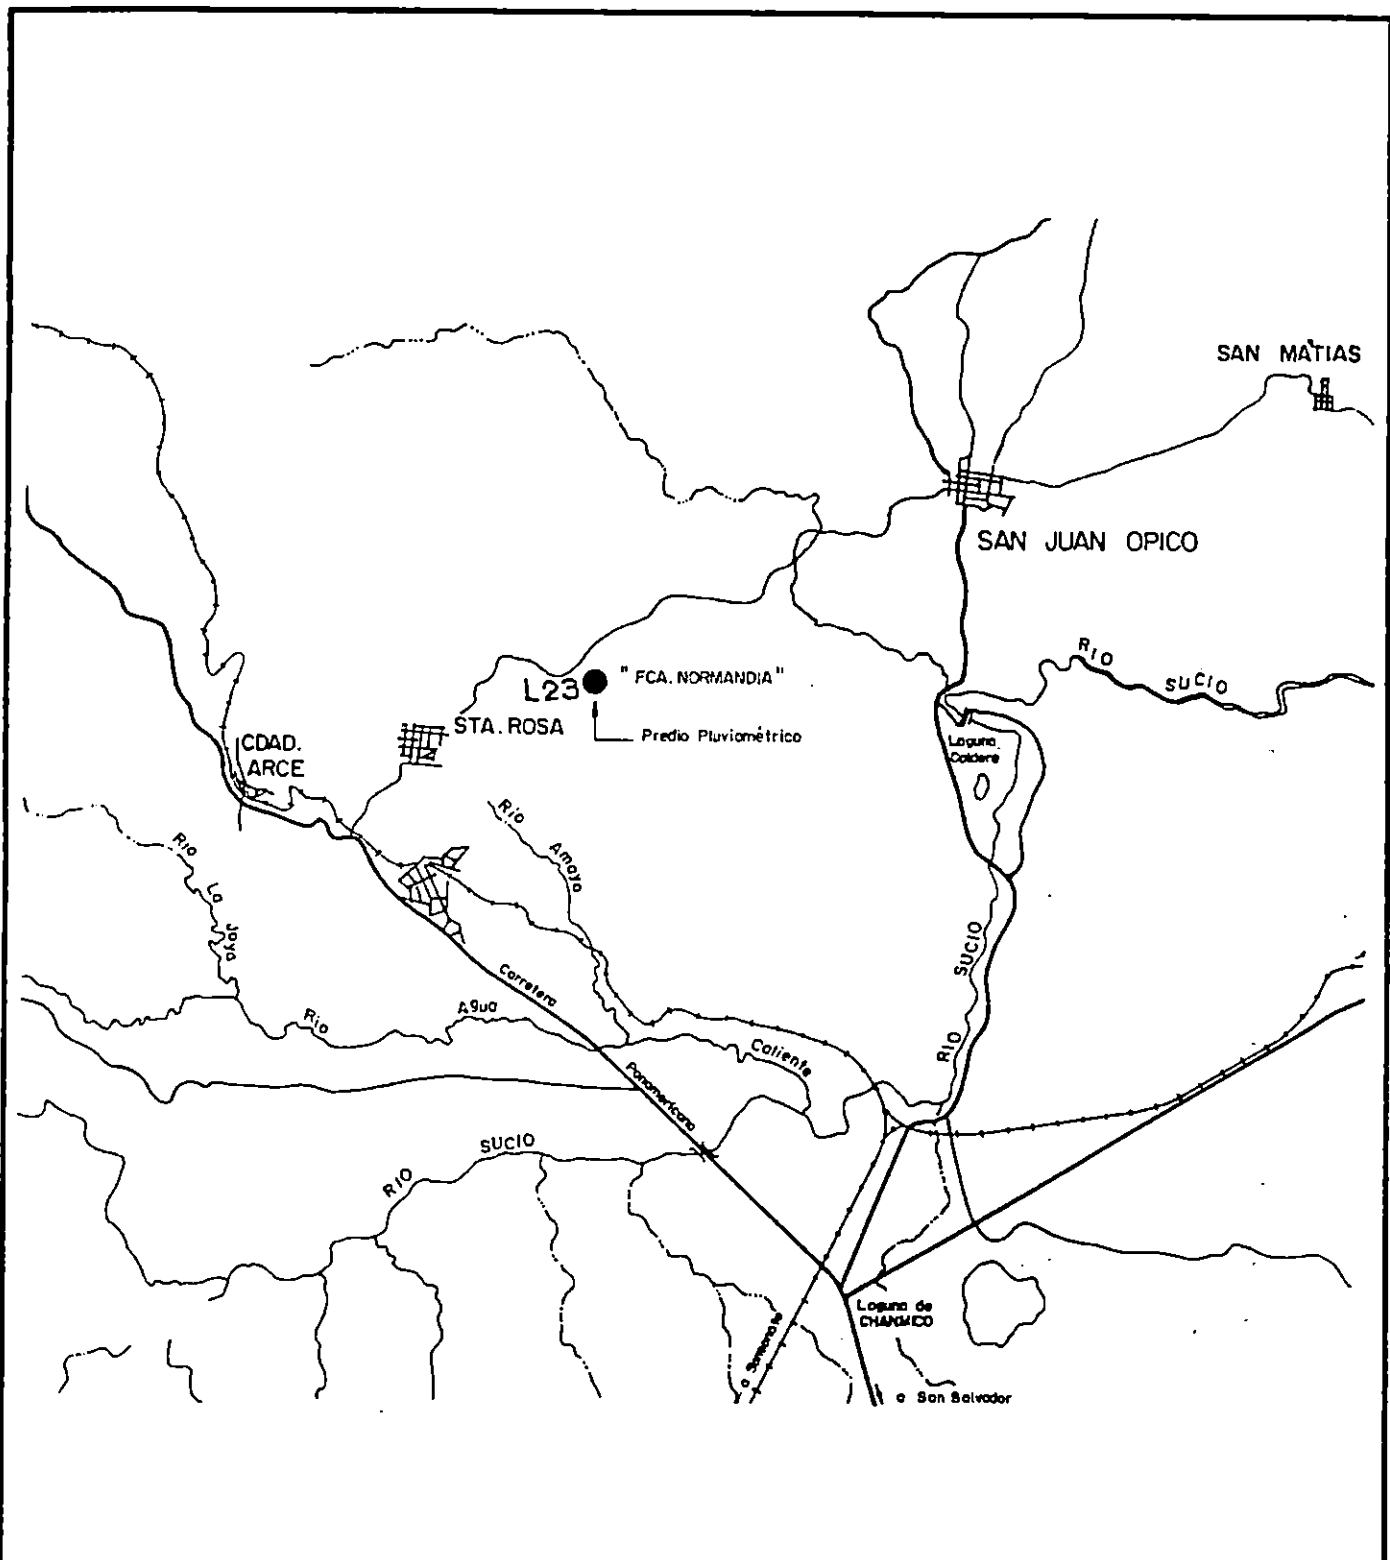 SAN MATIAS
SAN JUAN OPICO
RIO SUCIO
L23
" FCA. NORMANDIA "
STA. ROSA
Predio Pluviométrico
CDAD.
ARCE
Laguna
Caldera
Rio Amayo
Rio La Joya
RIO SUCIO
Carretera
Rio Agua Caliente
Panamericana
RIO SUCIO
Laguna de
CHANMICO
a Sonsonate
a San Salvador